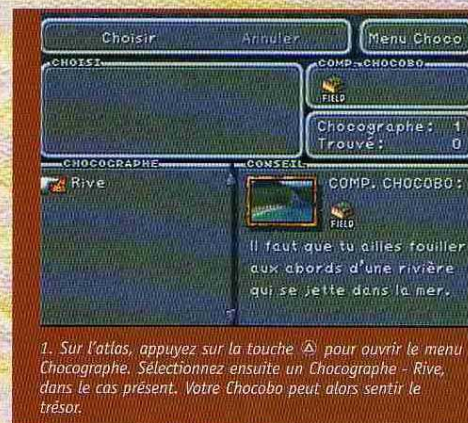 Choisir Annuler Menu Choco
CHOISI
COMP. CHOCOBO
FIELD
Chocographe: 1
Trouvé: 0
CHOCOGRAPHE
Rive
CONSEIL
COMP. CHOCOBO:
FIELD
Il faut que tu ailles fouiller
aux abords d'une rivière
qui se jette dans la mer.
1. Sur l'atlas, appuyez sur la touche △ pour ouvrir le menu
Chocographe. Sélectionnez ensuite un Chocographe - Rive,
dans le cas présent. Votre Chocobo peut alors sentir le
trésor.